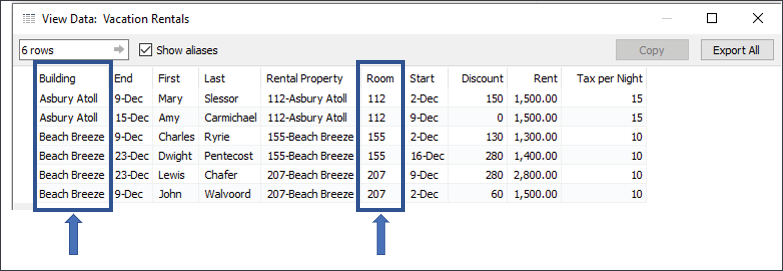 View Data: Vacation Rentals
6 rows Show aliases Copy Export All
Building End First Last Rental Property Room Start Discount Rent Tax per Night
Asbury Atoll 9-Dec Mary Slessor 112-Asbury Atoll 112 2-Dec 150 1,500.00 15
Asbury Atoll 15-Dec Amy Carmichael 112-Asbury Atoll 112 9-Dec 0 1,500.00 15
Beach Breeze 9-Dec Charles Ryrie 155-Beach Breeze 155 2-Dec 130 1,300.00 10
Beach Breeze 23-Dec Dwight Pentecost 155-Beach Breeze 155 16-Dec 280 1,400.00 10
Beach Breeze 23-Dec Lewis Chafer 207-Beach Breeze 207 9-Dec 280 2,800.00 10
Beach Breeze 9-Dec John Walvoord 207-Beach Breeze 207 2-Dec 60 1,500.00 10